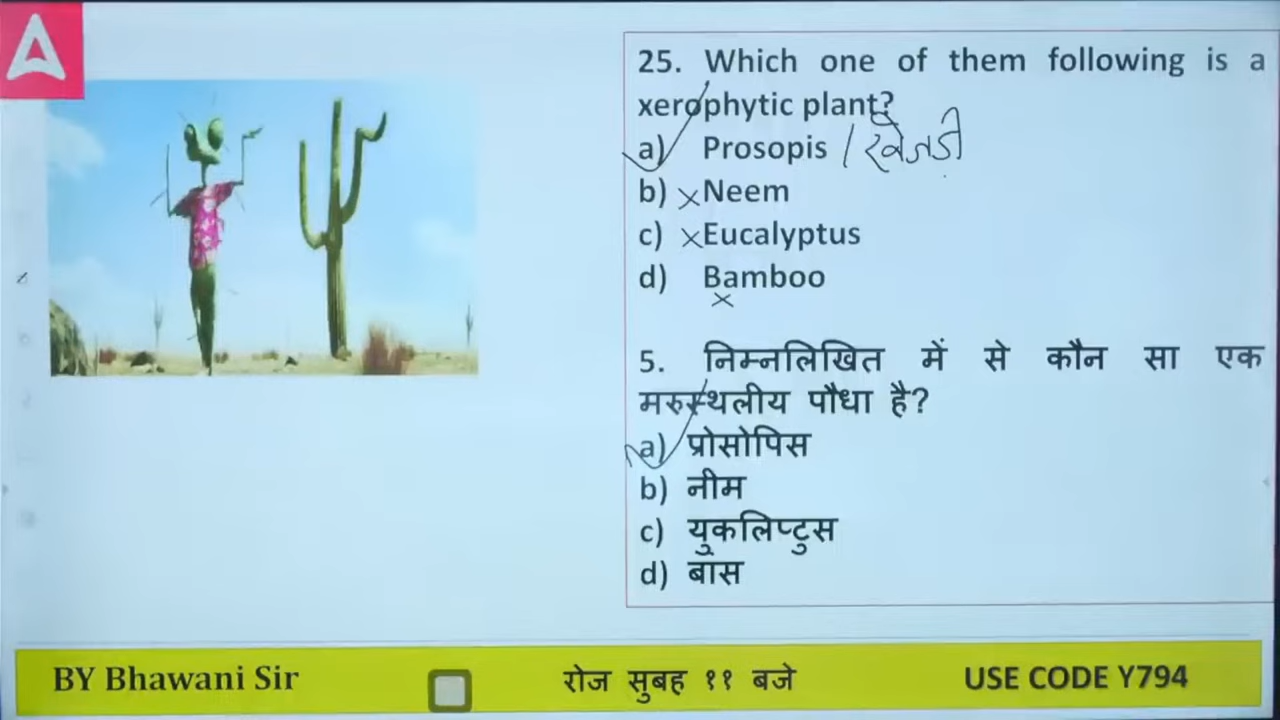 25. Which one of them following is a
xerophytic plant?
a) Prosopis / खेजडी
b) Neem
c) Eucalyptus
d) Bamboo
5. निम्नलिखित में से कौन सा एक
मरुस्थलीय पौधा है?
a) प्रोसोपिस
b) नीम
c) युकलिप्टुस
d) बांस
BY Bhawani Sir
रोज सुबह ११ बजे
USE CODE Y794